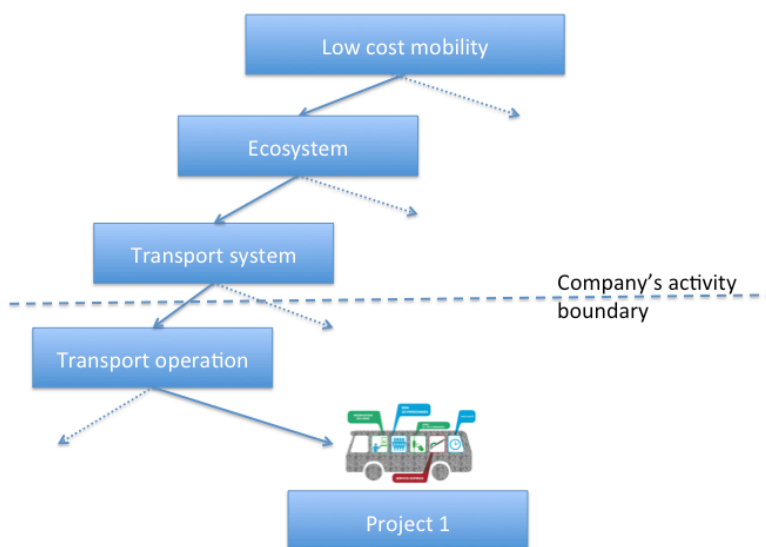 Low cost mobility
Ecosystem
Transport system
Company's activity
boundary
Transport operation
Project 1